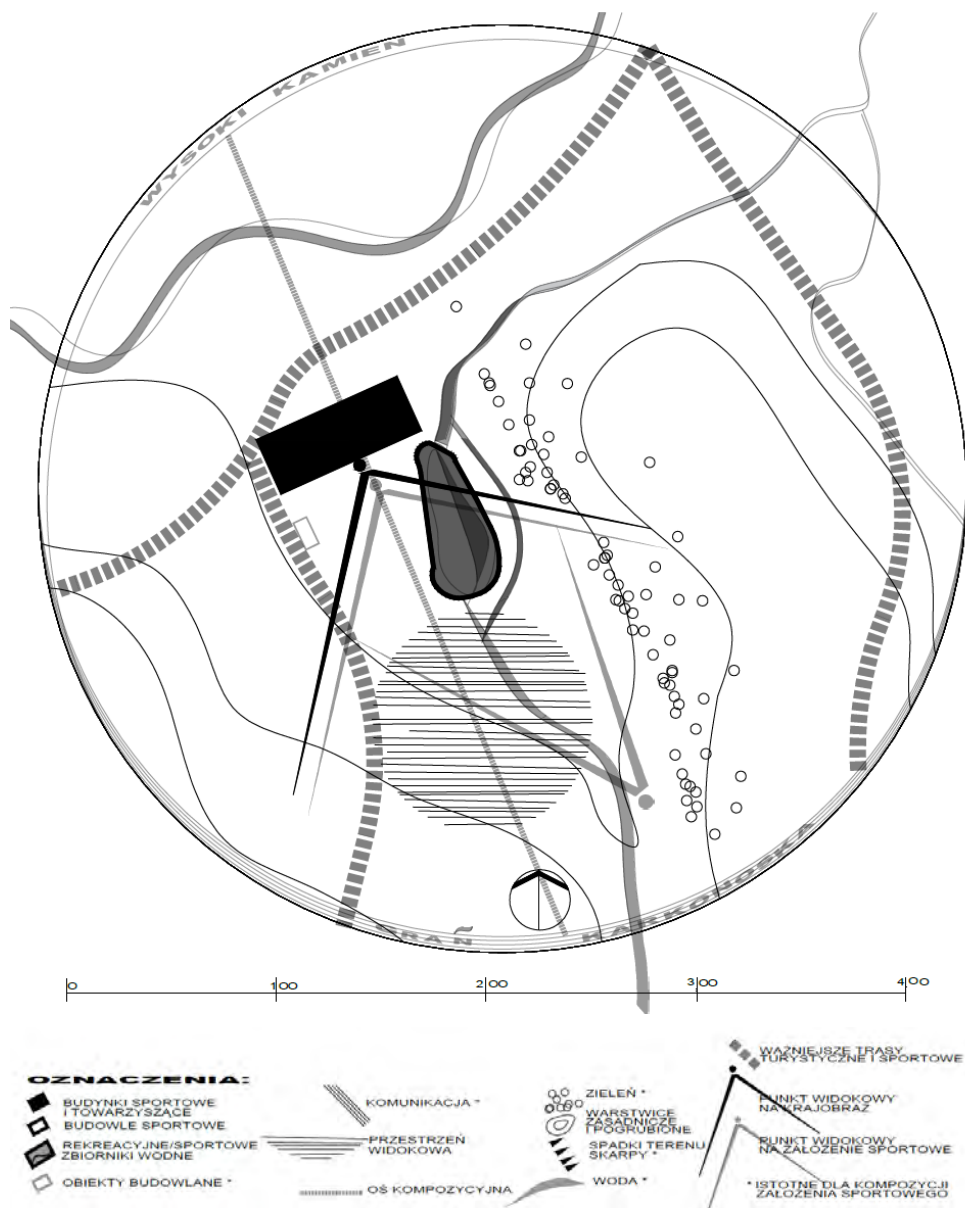 WYSOKI KAMIEN
GRAŃ KARKONOSKA
0 100 200 300 400
OZNACZENIA:
BUDYNKI SPORTOWE
I TOWARZYSZĄCE
BUDOWLE SPORTOWE
REKREACYJNE/SPORTOWE
ZBIORNIKI WODNE
OBIEKTY BUDOWLANE *
KOMUNIKACJA *
PRZESTRZEŃ
WIDOKOWA
OŚ KOMPOZYCYJNA
ZIELEŃ *
WARSTWICE
ZASADNICZE
I POGRUBIONE
SPADKI TERENU
SKARPY *
WODA *
WAŻNIEJSZE TRASY
TURYSTYCZNE I SPORTOWE
PUNKT WIDOKOWY
NA KRAJOBRAZ
PUNKT WIDOKOWY
NA ZAŁOŻENIE SPORTOWE
* ISTOTNE DLA KOMPOZYCJI
ZAŁOŻENIA SPORTOWEGO